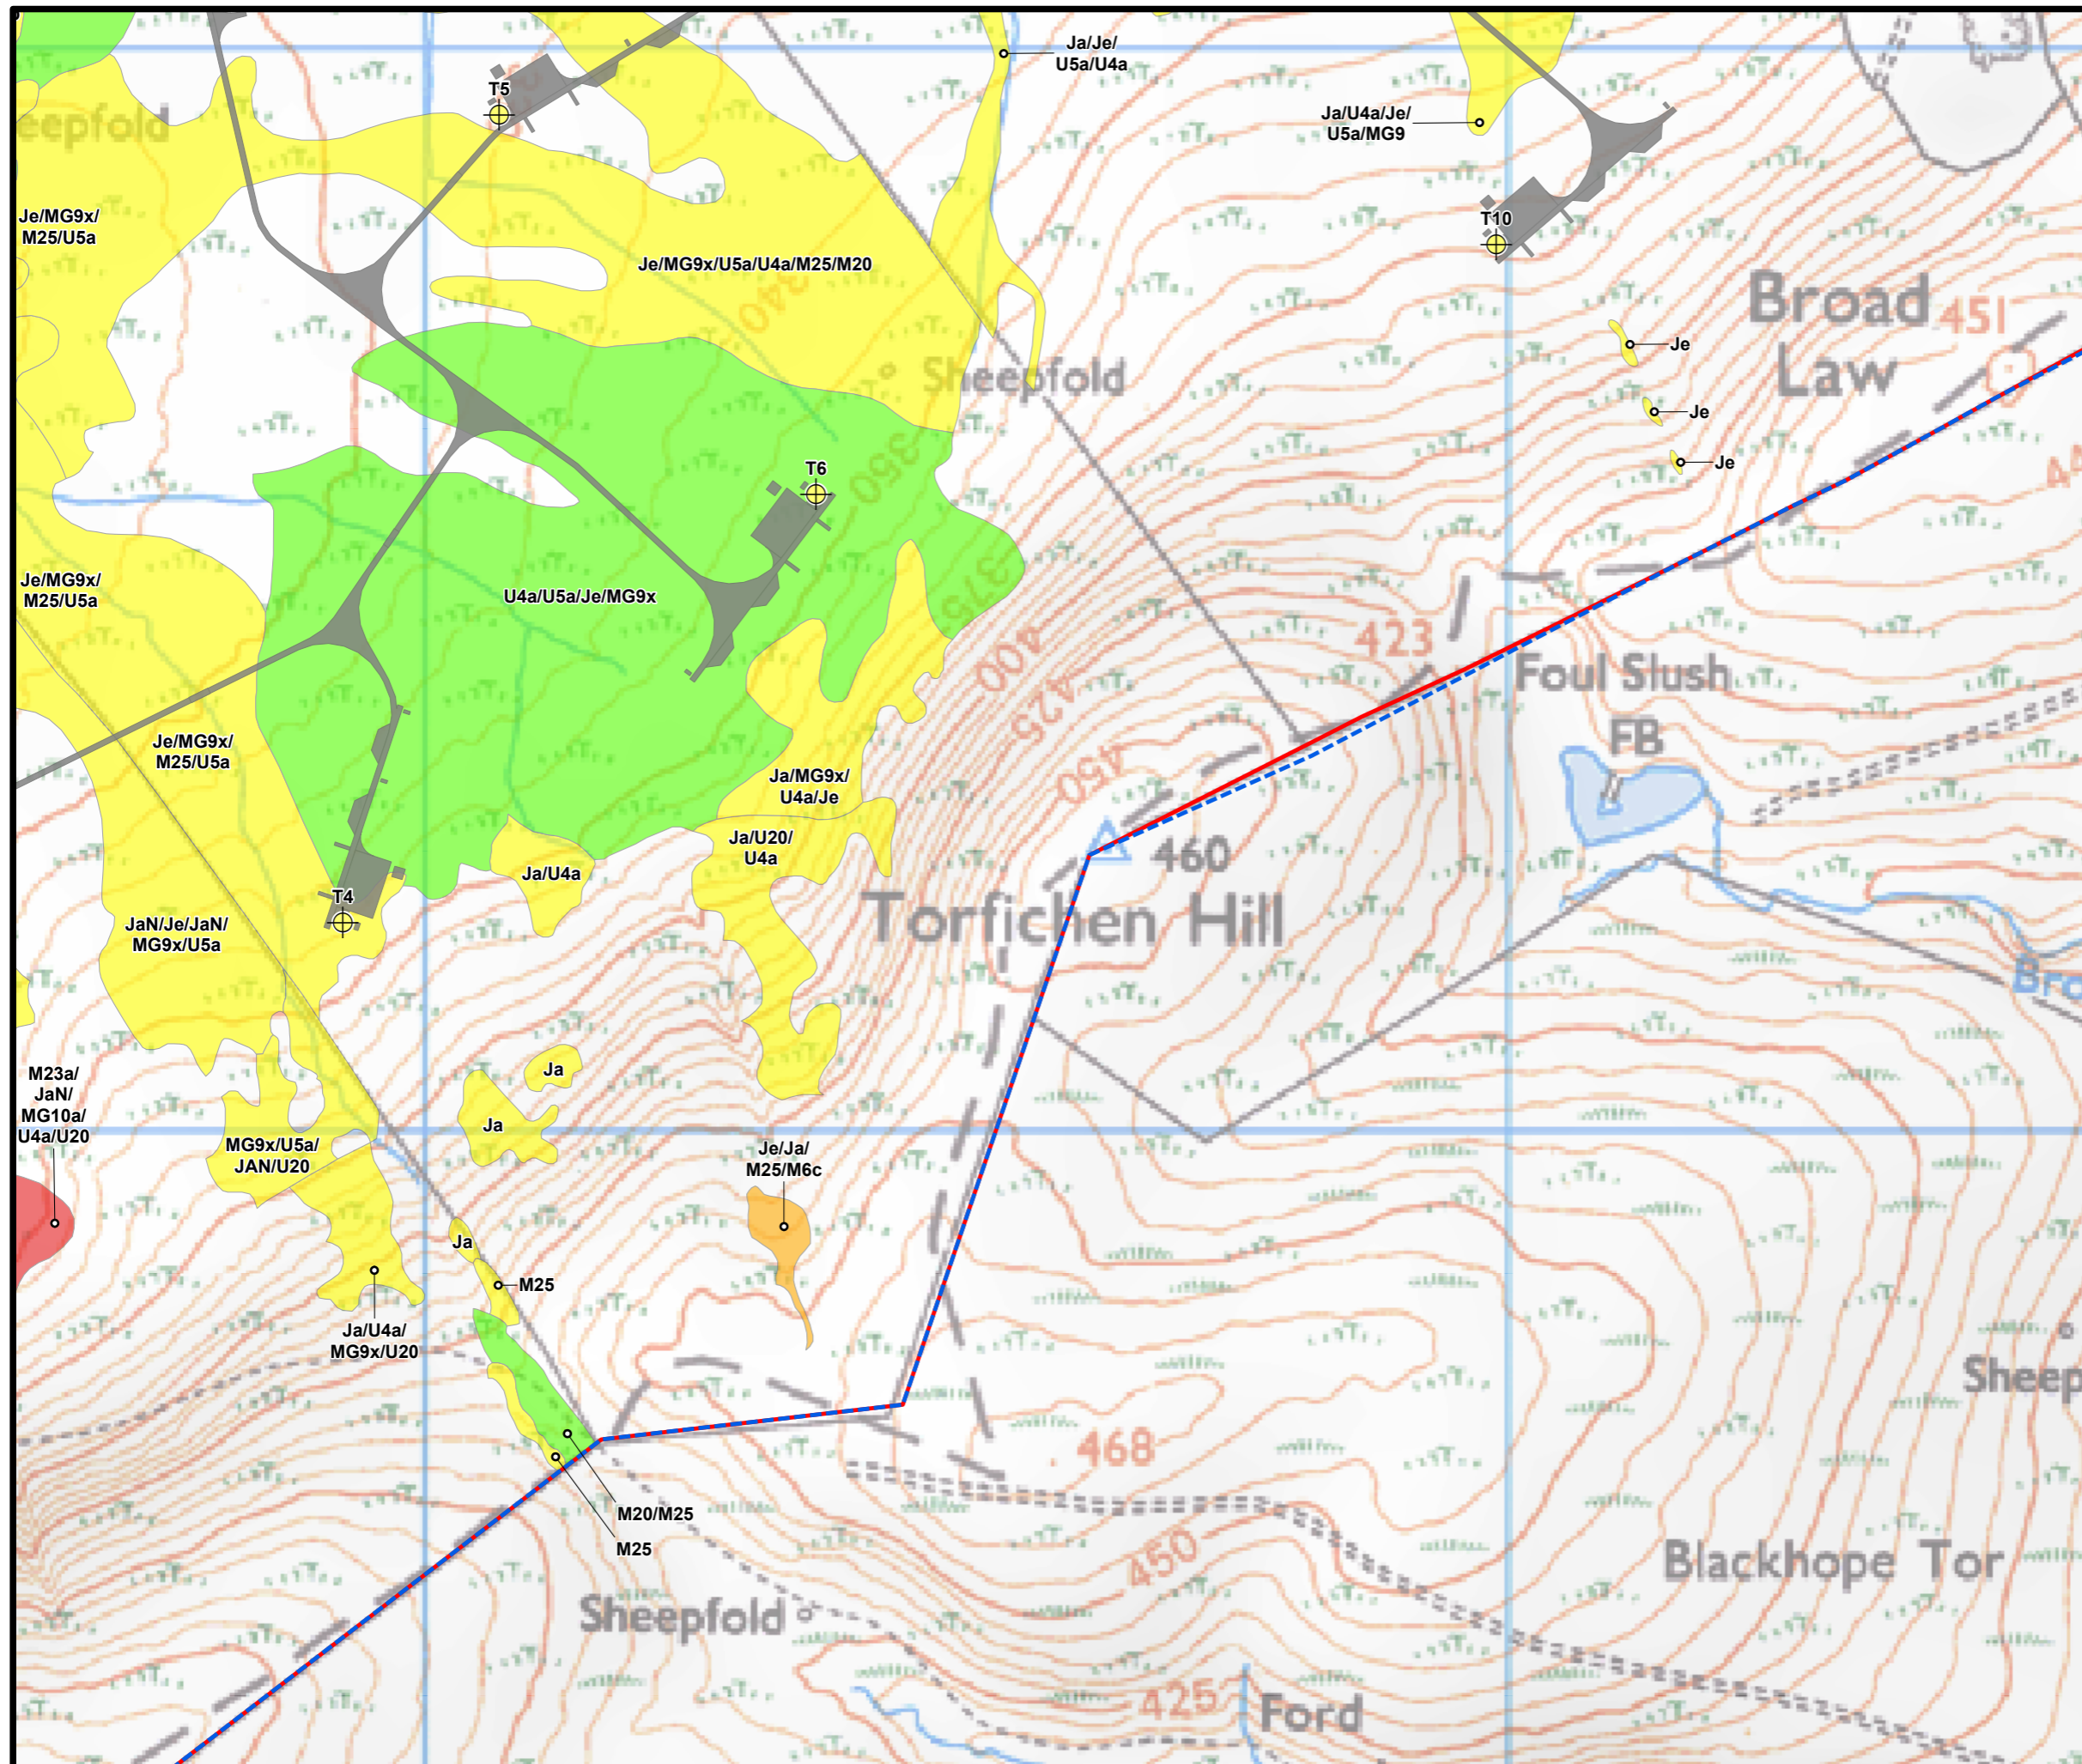 Ja/Je/
U5a/U4a
T5
Ja/U4a/Je/
U5a/MG9
eepfold
Je/MG9x/
M25/U5a
T10
Je/MG9x/U5a/U4a/M25/M20
340
Broad
Law
451
Je
Sheepfold
Je
Je
T6
350
44
375
Je/MG9x/
M25/U5a
U4a/U5a/Je/MG9x
400
423
Foul Slush
FB
425
Je/MG9x/
M25/U5a
450
Ja/MG9x/
U4a/Je
Ja/U20/
U4a
460
Ja/U4a
T4
Torfichen Hill
JaN/Je/JaN/
MG9x/U5a
Bro
Ja
M23a/
JaN/
MG10a/
U4a/U20
Ja
MG9x/U5a/
JAN/U20
Je/Ja/
M25/M6c
Ja
M25
Ja/U4a/
MG9x/U20
Sheep
468
M20/M25
M25
450
Blackhope Tor
Sheepfold
425
Ford